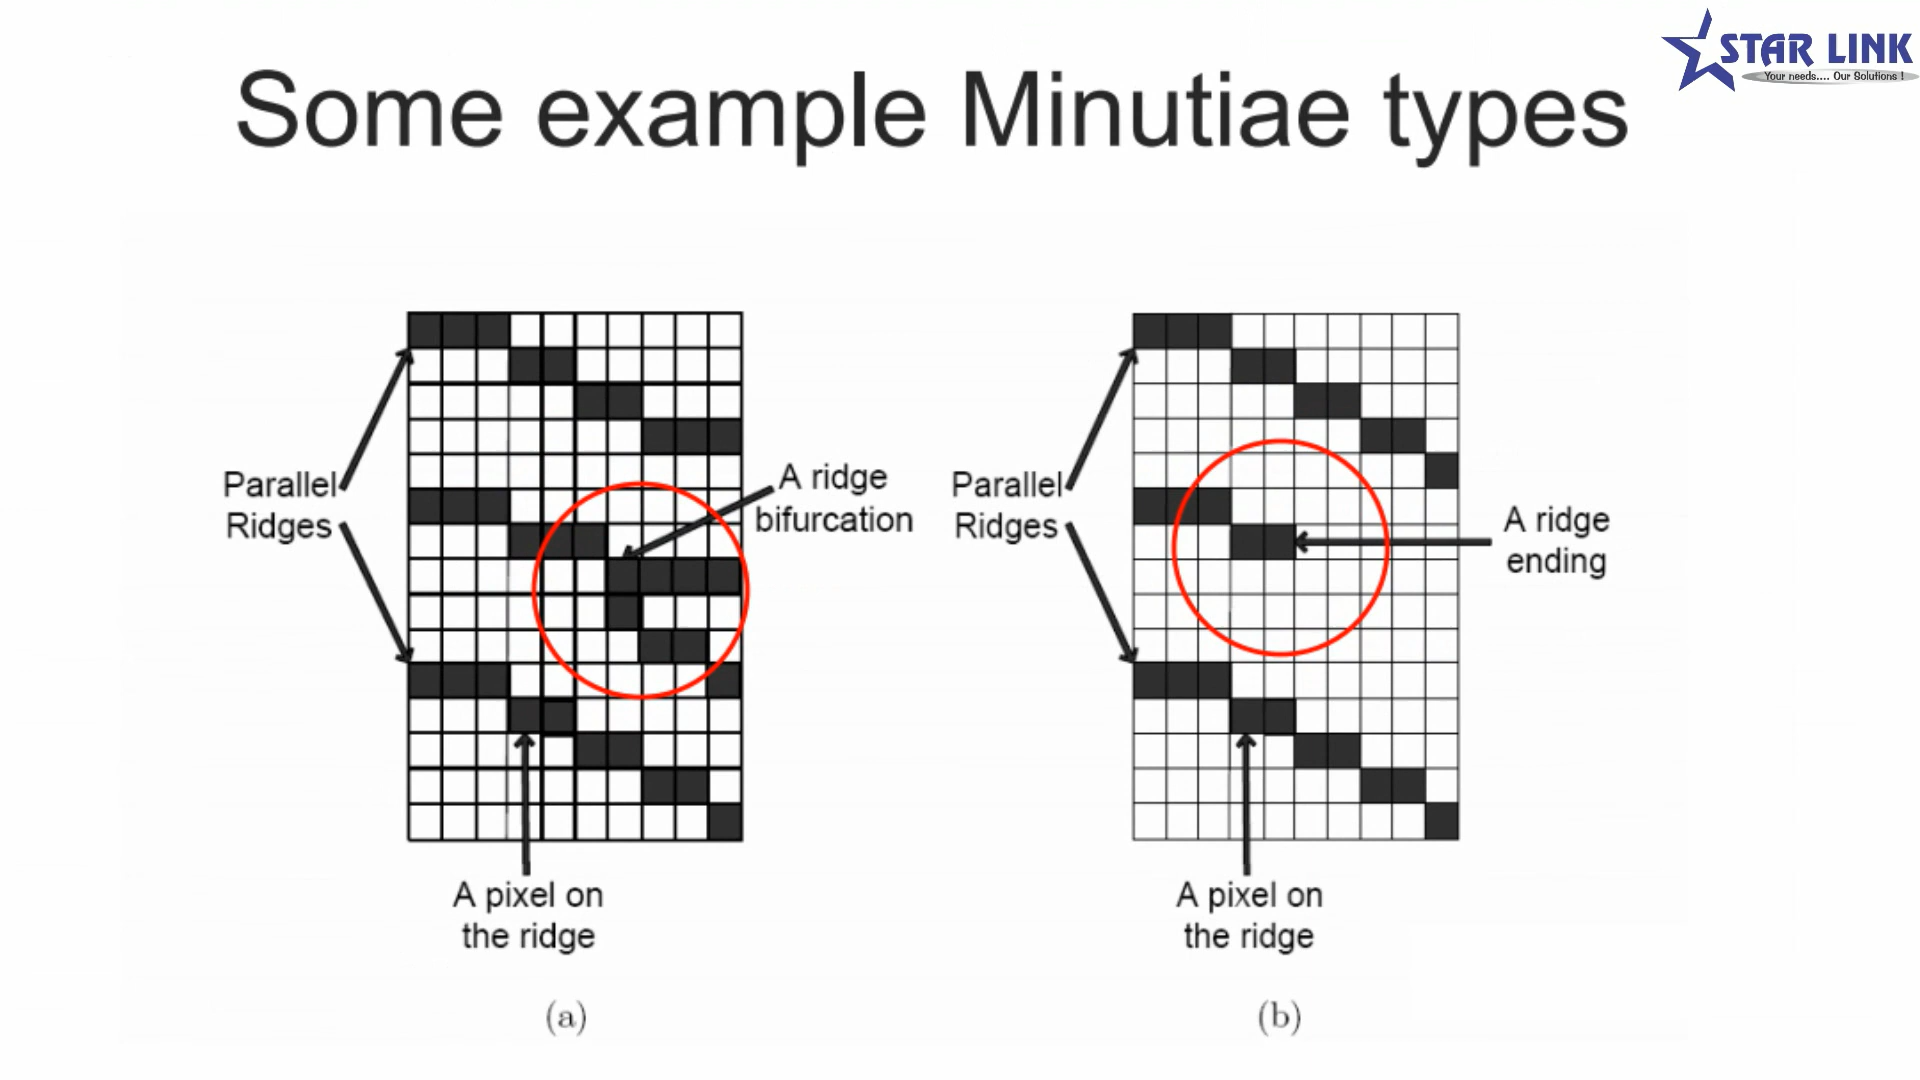 STAR LINK
Your needs.... Our Solutions !
Some example Minutiae types
Parallel
Ridges
A ridge
bifurcation
A pixel on
the ridge
(a)
Parallel
Ridges
A ridge
ending
A pixel on
the ridge
(b)